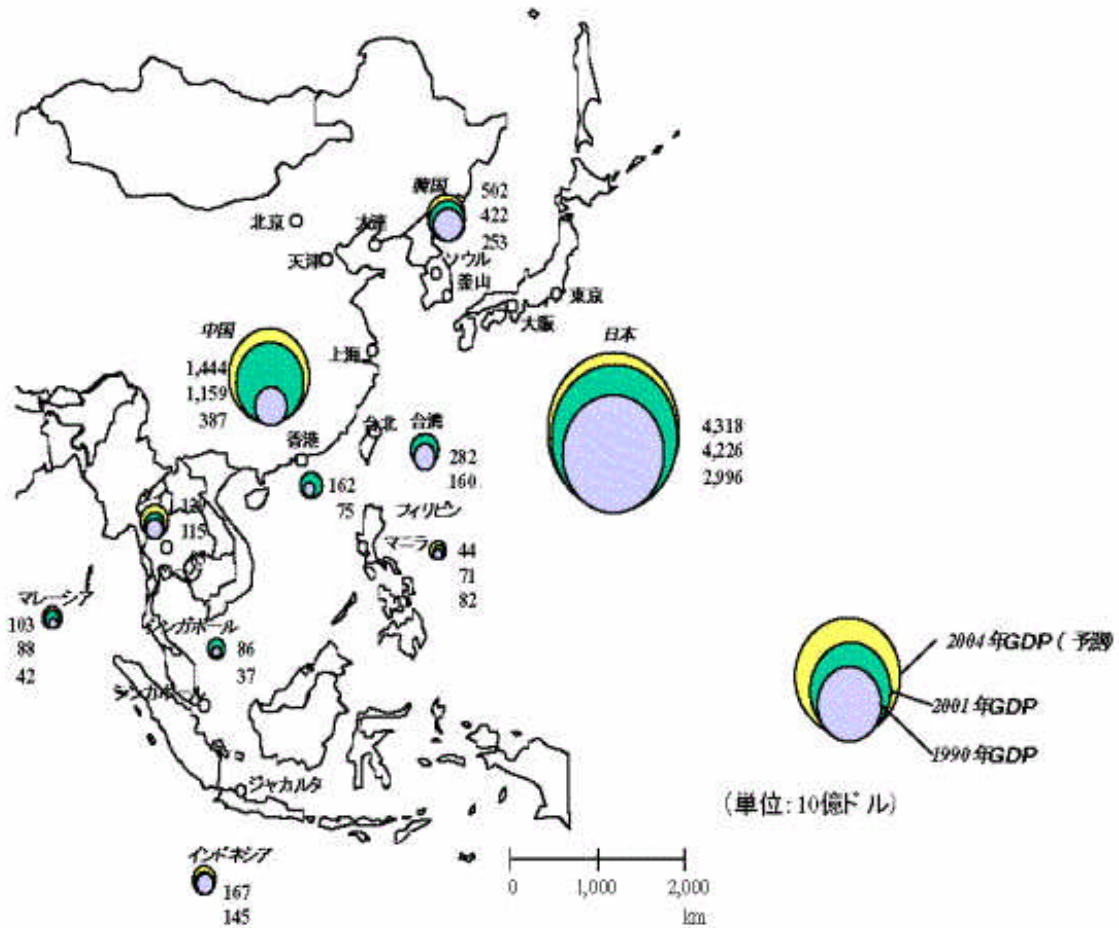 韓国
502
422
253
北京
大連
天津
ソウル
釜山
東京
大阪
日本
中国
1,444
1,159
387
上海
4,318
4,226
2,996
台北
台湾
282
160
香港
162
75
フィリピン
マニラ
44
71
82
115
マレーシア
103
88
42
シンガポール
86
37
シンガポール
ジャカルタ
インドネシア
167
145
2004年GDP(予測)
2001年GDP
1990年GDP
(単位:10億ドル)
0
1,000
2,000
km